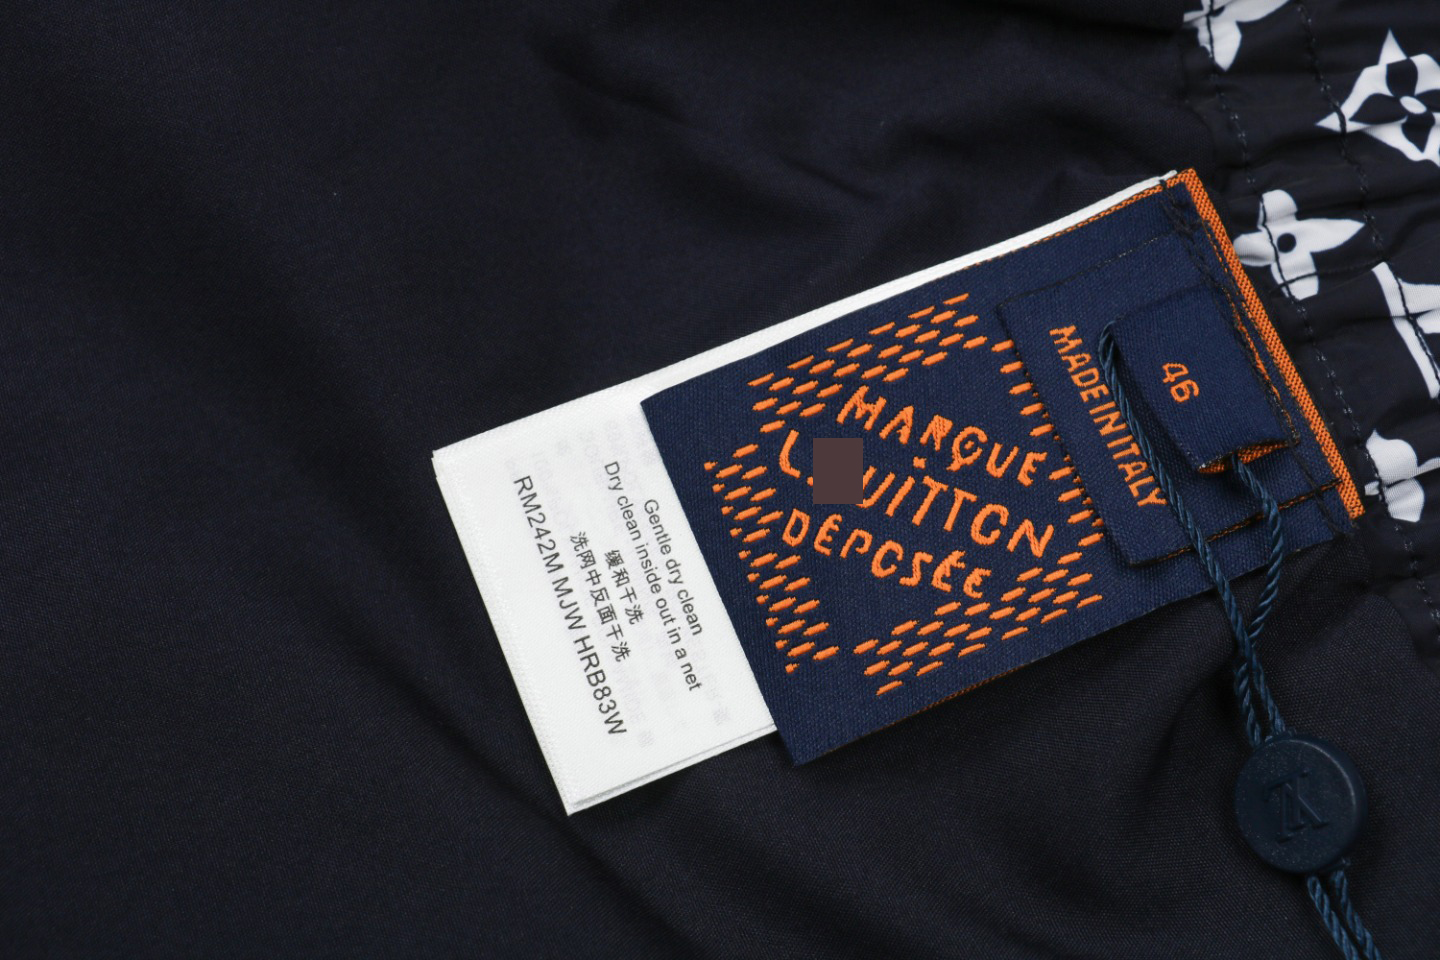 MARQUE
L. UITTON
DÉPOSÉE
MADE IN ITALY
46
Gentle dry clean
Dry clean inside out in a net
缓和干洗
洗网中反面干洗
RM242M MJW HRB83W